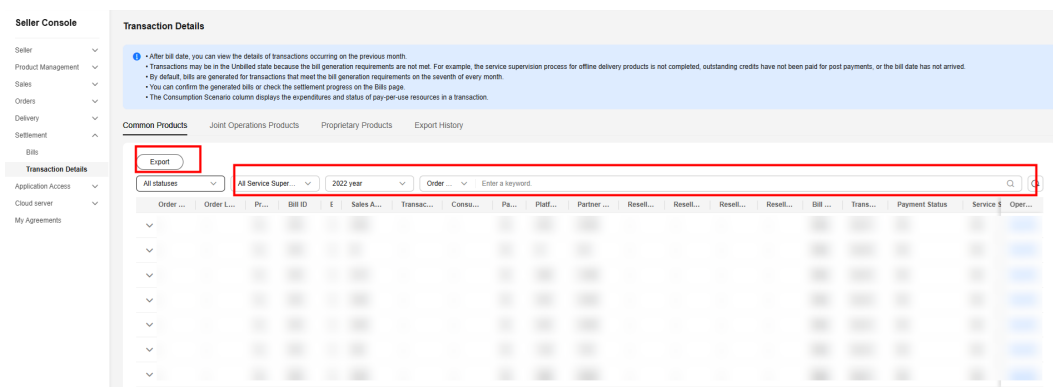 Seller Console
Seller
Product Management
Sales
Orders
Delivery
Settlement
Bills
Transaction Details
Application Access
Cloud server
My Agreements
Transaction Details
• After bill date, you can view the details of transactions occurring on the previous month.
• Transactions may be in the Unbilled state because the bill generation requirements are not met. For example, the service supervision process for offline delivery products is not completed, outstanding credits have not been paid for post payments, or the bill date has not arrived.
• By default, bills are generated for transactions that meet the bill generation requirements on the seventh of every month.
• You can confirm the generated bills or check the settlement progress on the Bills page.
• The Consumption Scenario column displays the expenditures and status of pay-per-use resources in a transaction.
Common Products Joint Operations Products Proprietary Products Export History
Export
All statuses All Service Super... 2022 year Order ... Enter a keyword.
Order ... Order L... Pr... Bill ID Sales A... Transac... Consu... Pa... Platf... Partner ... Resell... Resell... Resell... Resell... Bill ... Trans... Payment Status Service S Oper...